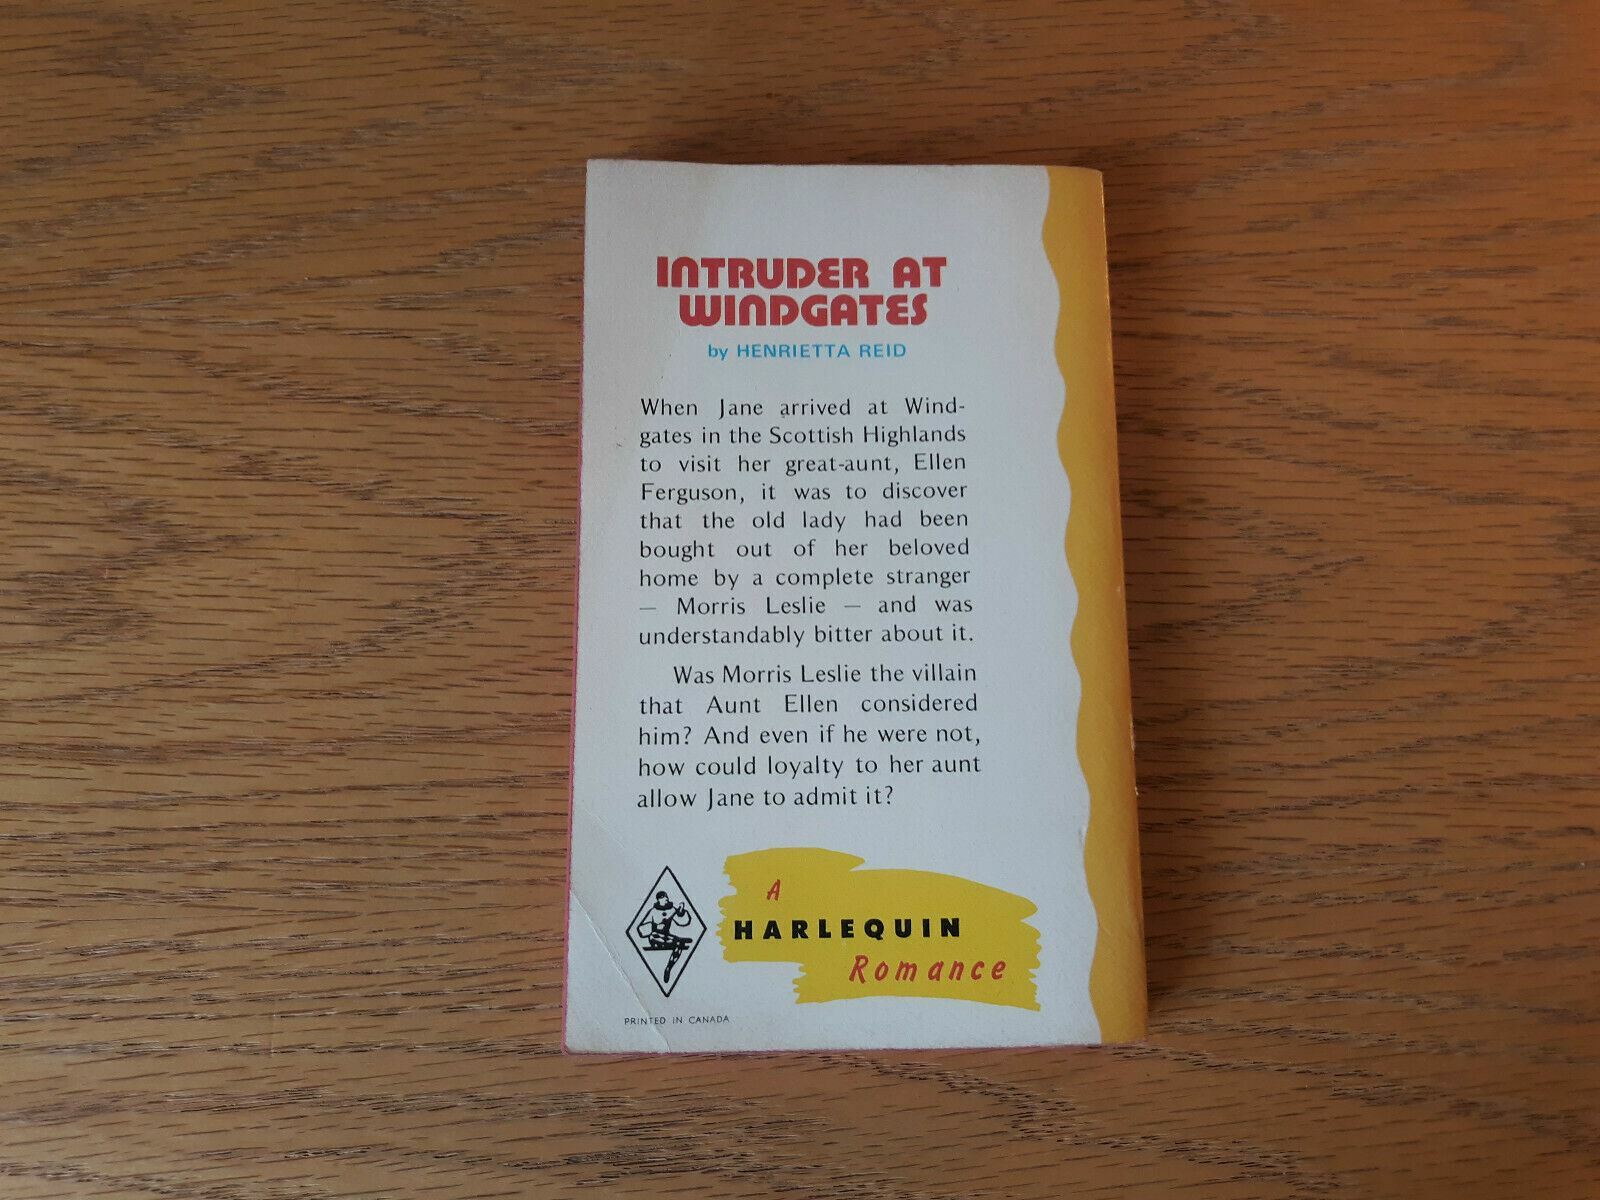 INTRUDER AT
WINDGATES
by HENRIETTA REID
When Jane arrived at Wind-
gates in the Scottish Highlands
to visit her great-aunt, Ellen
Ferguson, it was to discover
that the old lady had been
bought out of her beloved
home by a complete stranger
— Morris Leslie — and was
understandably bitter about it.
Was Morris Leslie the villain
that Aunt Ellen considered
him? And even if he were not,
how could loyalty to her aunt
allow Jane to admit it?
A
HARLEQUIN
Romance
PRINTED IN CANADA